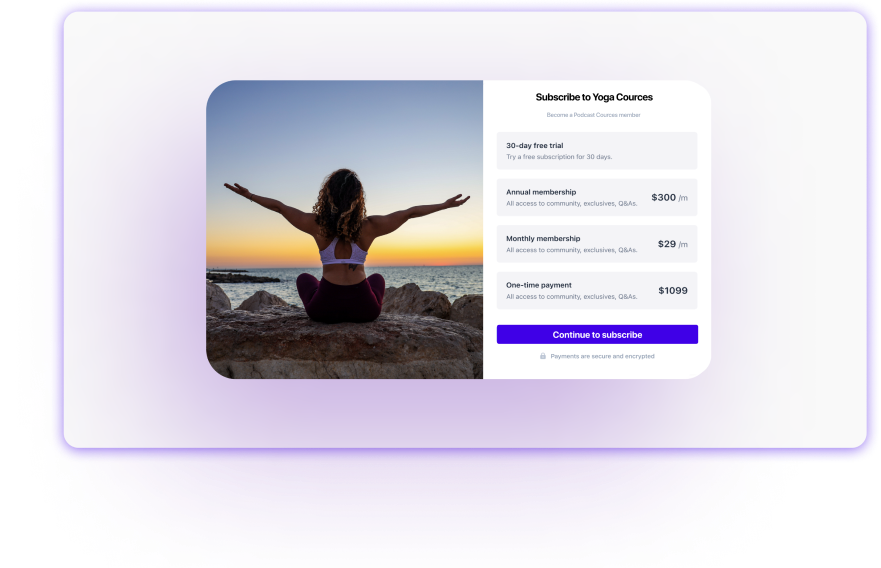 Subscribe to Yoga Cources
Become a Podcast Cources member
30-day free trial
Try a free subscription for 30 days.
Annual membership
All access to community, exclusives, Q&As.
$300 /m
Monthly membership
All access to community, exclusives, Q&As.
$29 /m
One-time payment
All access to community, exclusives, Q&As.
$1099
Continue to subscribe
Payments are secure and encrypted